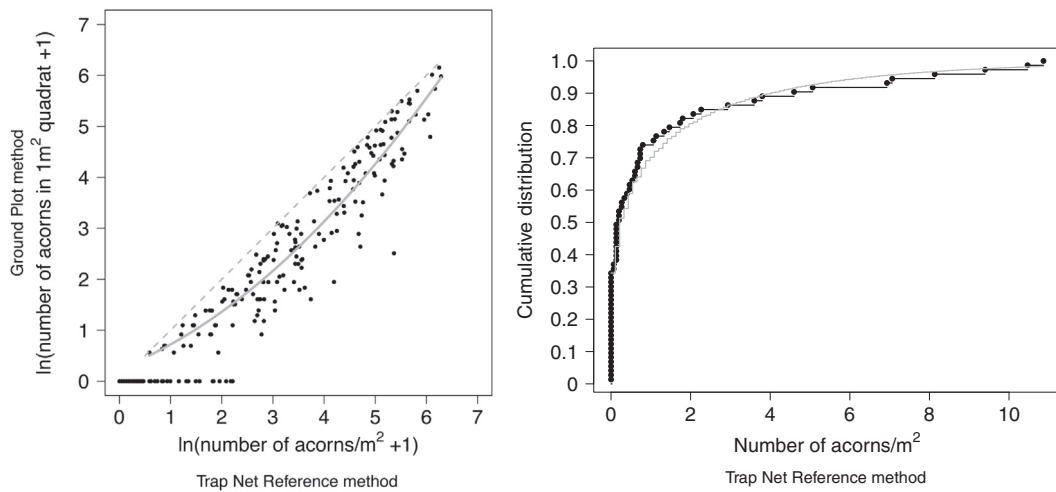 Ground Plot method
ln(number of acorns in 1m² quadrat +1)
7
6
5
4
3
2
1
0
0 1 2 3 4 5 6 7
ln(number of acorns/m² +1)
Trap Net Reference method
Cumulative distribution
1.0
0.9
0.8
0.7
0.6
0.5
0.4
0.3
0.2
0.1
0
0 2 4 6 8 10
Number of acorns/m²
Trap Net Reference method